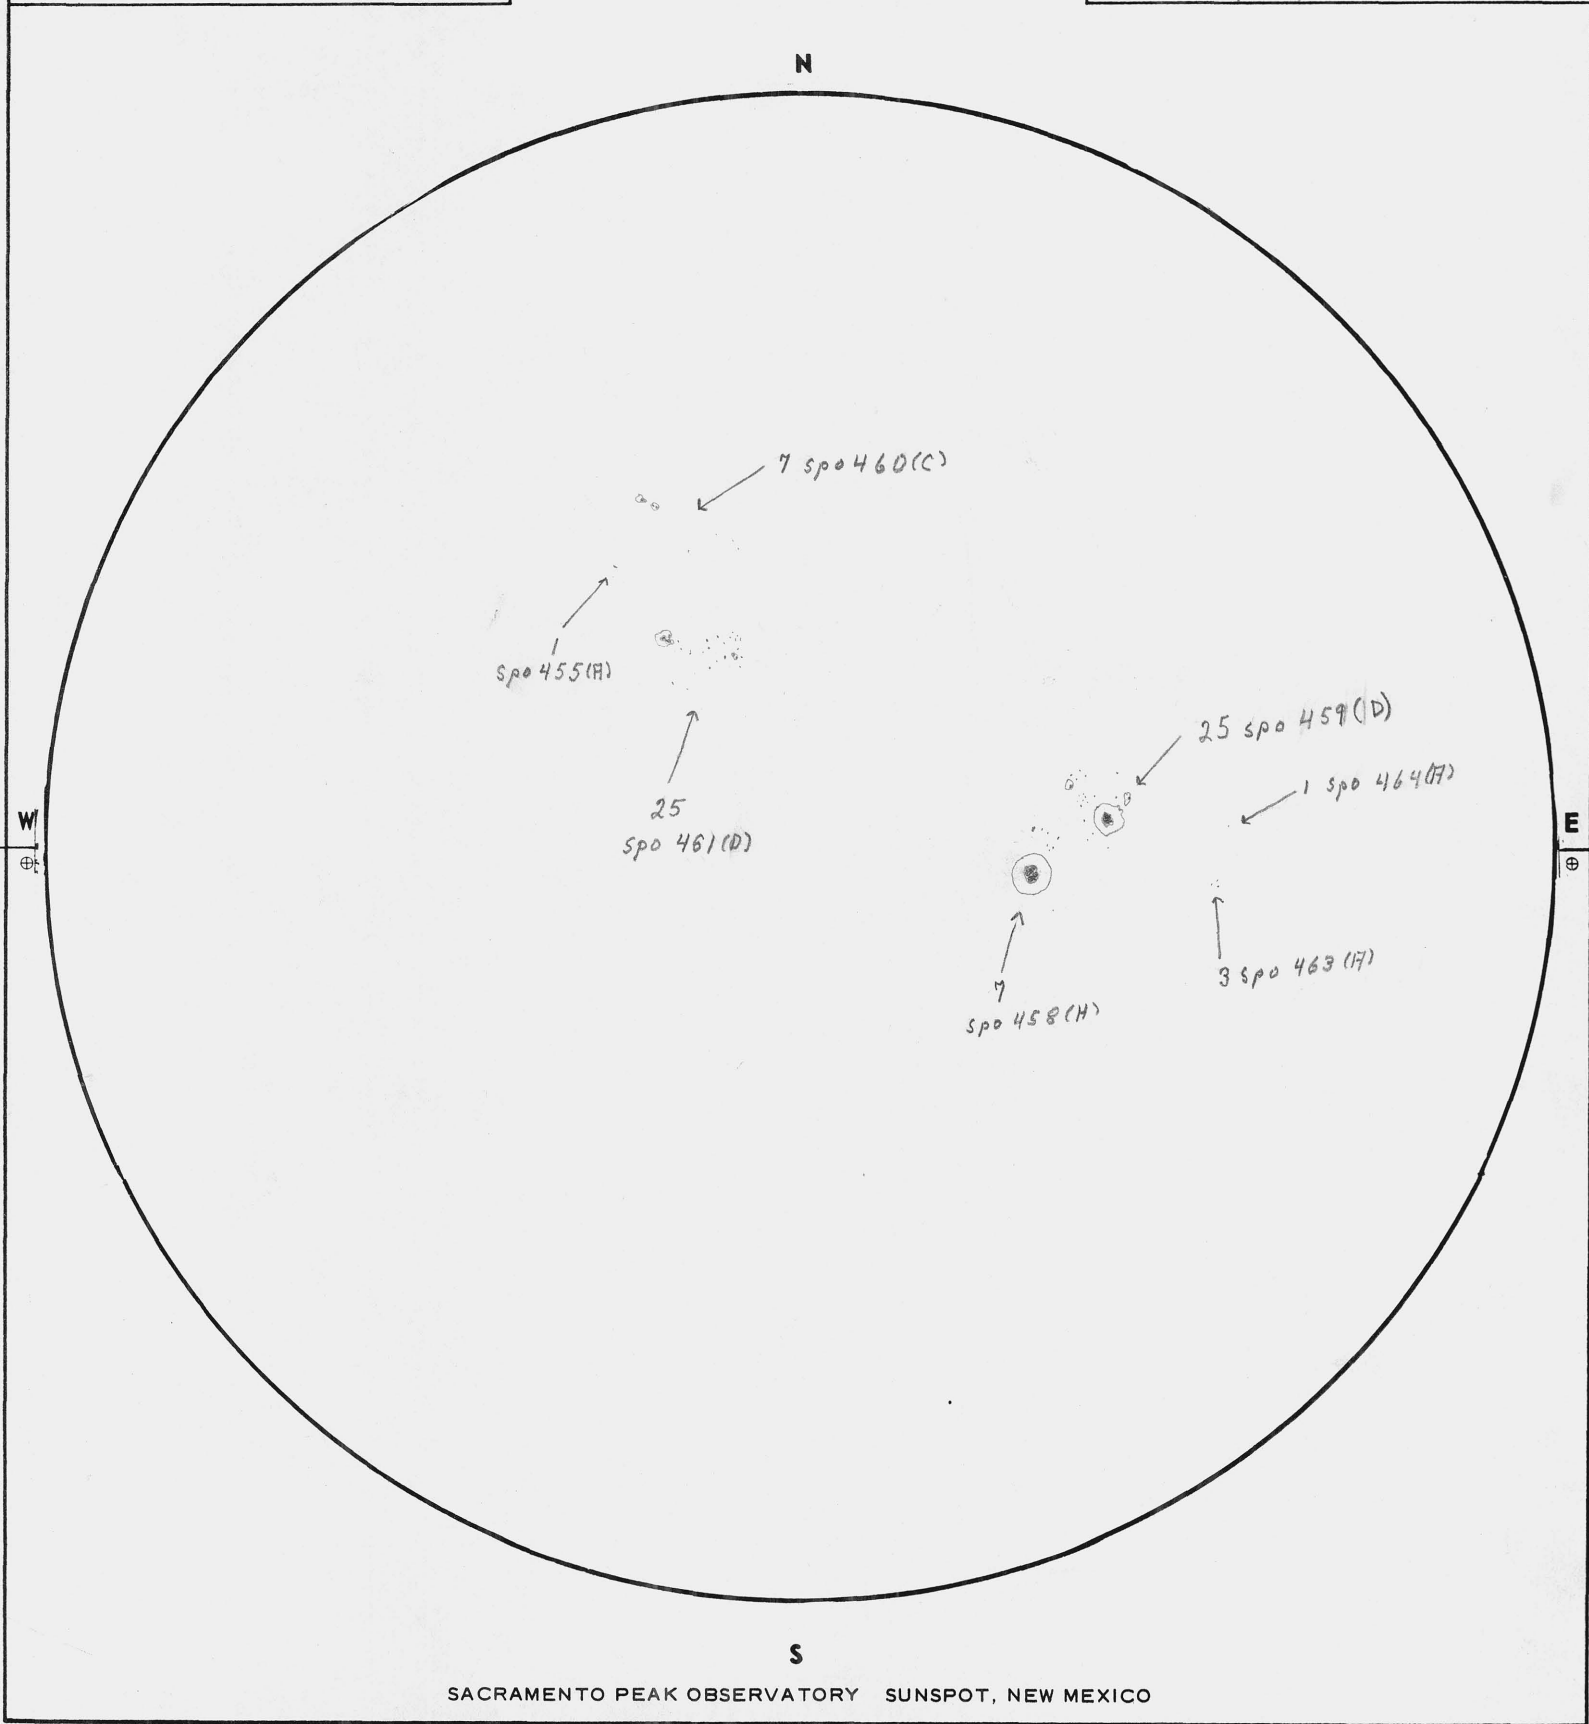 N
7 spo 460(C)
1
spo 455(A)
25 spo 459(D)
1 spo 464(A)
25
spo 461(D)
W
E
⊕
⊕
3 spo 463(A)
7
spo 458(H)
S
SACRAMENTO PEAK OBSERVATORY SUNSPOT, NEW MEXICO